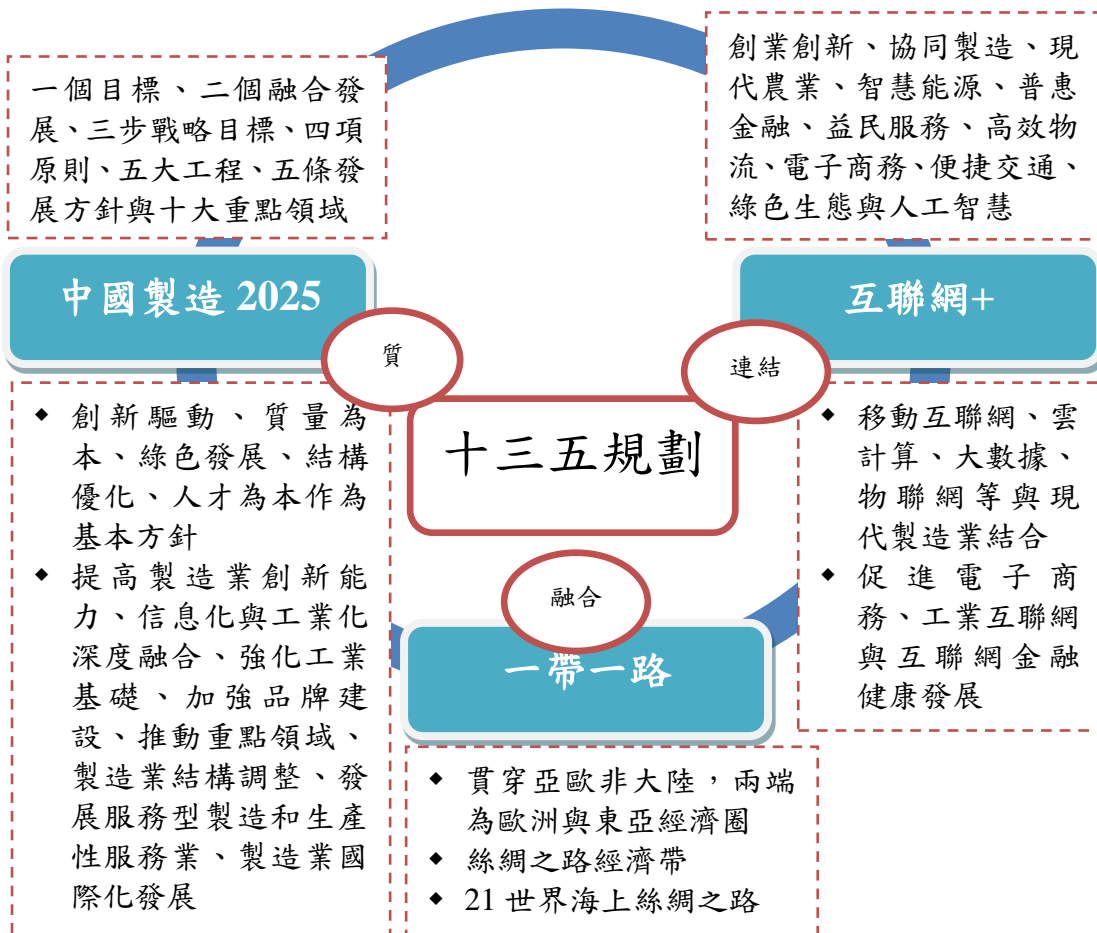 一個目標、二個融合發
展、三步戰略目標、四項
原則、五大工程、五條發
展方針與十大重點領域
創業創新、協同製造、現
代農業、智慧能源、普惠
金融、益民服務、高效物
流、電子商務、便捷交通、
綠色生態與人工智慧
中國製造 2025
互聯網+
質
連結
十三五規劃
◆ 創新驅動、質量為
本、綠色發展、結構
優化、人才為本作為
基本方針
◆ 提高製造業創新能
力、信息化與工業化
深度融合、強化工業
基礎、加強品牌建
設、推動重點領域、
製造業結構調整、發
展服務型製造和生產
性服務業、製造業國
際化發展
◆ 移動互聯網、雲
計算、大數據、
物聯網等與現
代製造業結合
◆ 促進電子商
務、工業互聯網
與互聯網金融
健康發展
融合
一帶一路
◆ 貫穿亞歐非大陸，兩端
為歐洲與東亞經濟圈
◆ 絲綢之路經濟帶
◆ 21 世界海上絲綢之路